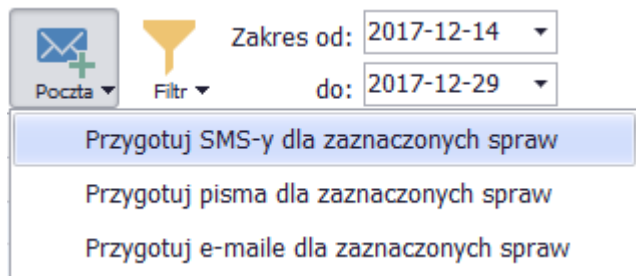 Zakres od: 2017-12-14
Poczta Filtr do: 2017-12-29
Przygotuj SMS-y dla zaznaczonych spraw
Przygotuj pisma dla zaznaczonych spraw
Przygotuj e-maile dla zaznaczonych spraw